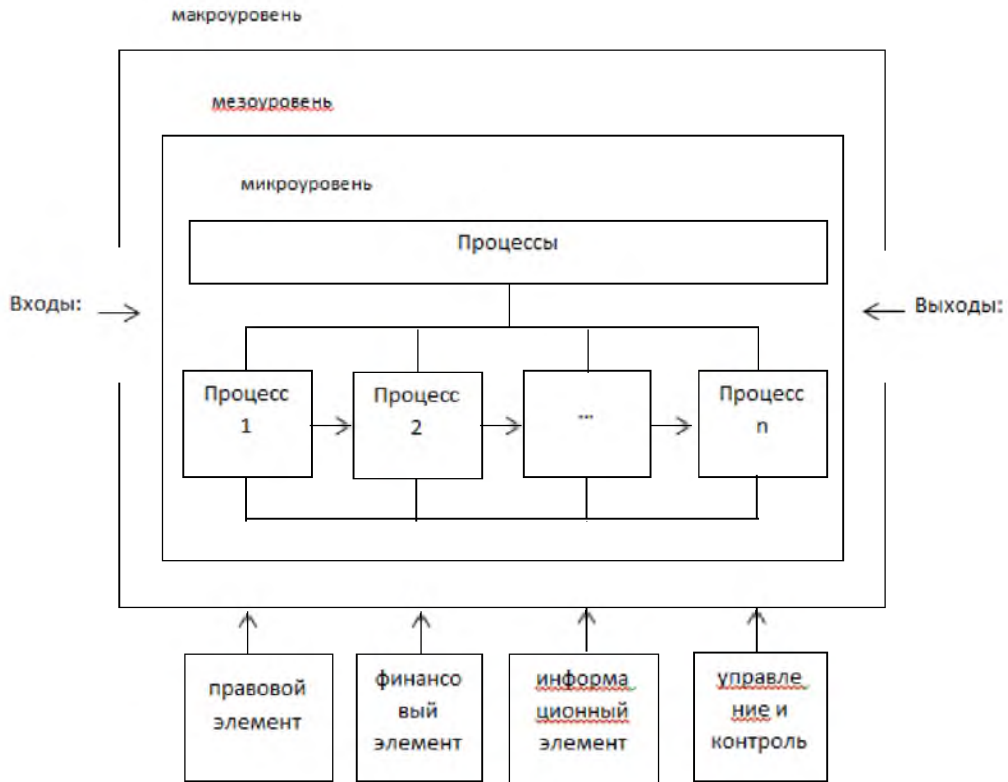 макроуровень
мезоуровень
микроуровень
Процессы
Входы:
Выходы:
Процесс
1
Процесс
2
...
Процесс
n
правовой
элемент
финансо
вый
элемент
информа
ционный
элемент
управле
ние и
контроль